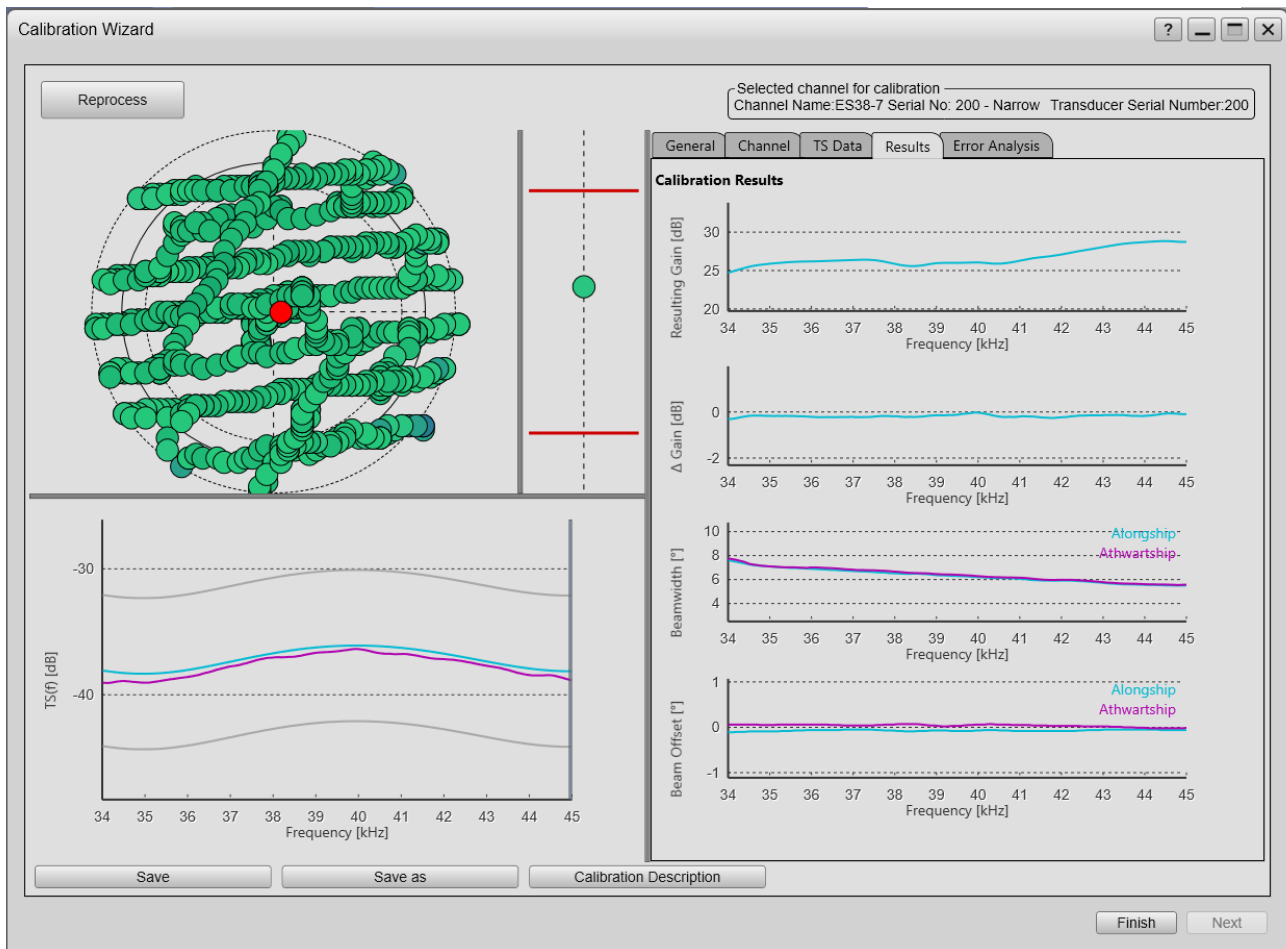 Calibration Wizard
?
Reprocess
Selected channel for calibration
Channel Name:ES38-7 Serial No: 200 - Narrow Transducer Serial Number:200
General Channel TS Data Results Error Analysis
Calibration Results
Resulting Gain [dB]
30
25
20
34 35 36 37 38 39 40 41 42 43 44 45
Frequency [kHz]
Δ Gain [dB]
0
-2
34 35 36 37 38 39 40 41 42 43 44 45
Frequency [kHz]
Beamwidth [°]
10
8
6
4
Alongship
Athwartship
34 35 36 37 38 39 40 41 42 43 44 45
Frequency [kHz]
Beam Offset [°]
1
0
-1
Alongship
Athwartship
34 35 36 37 38 39 40 41 42 43 44 45
Frequency [kHz]
TS(f) [dB]
-30
-40
34 35 36 37 38 39 40 41 42 43 44 45
Frequency [kHz]
Save Save as Calibration Description
Finish Next